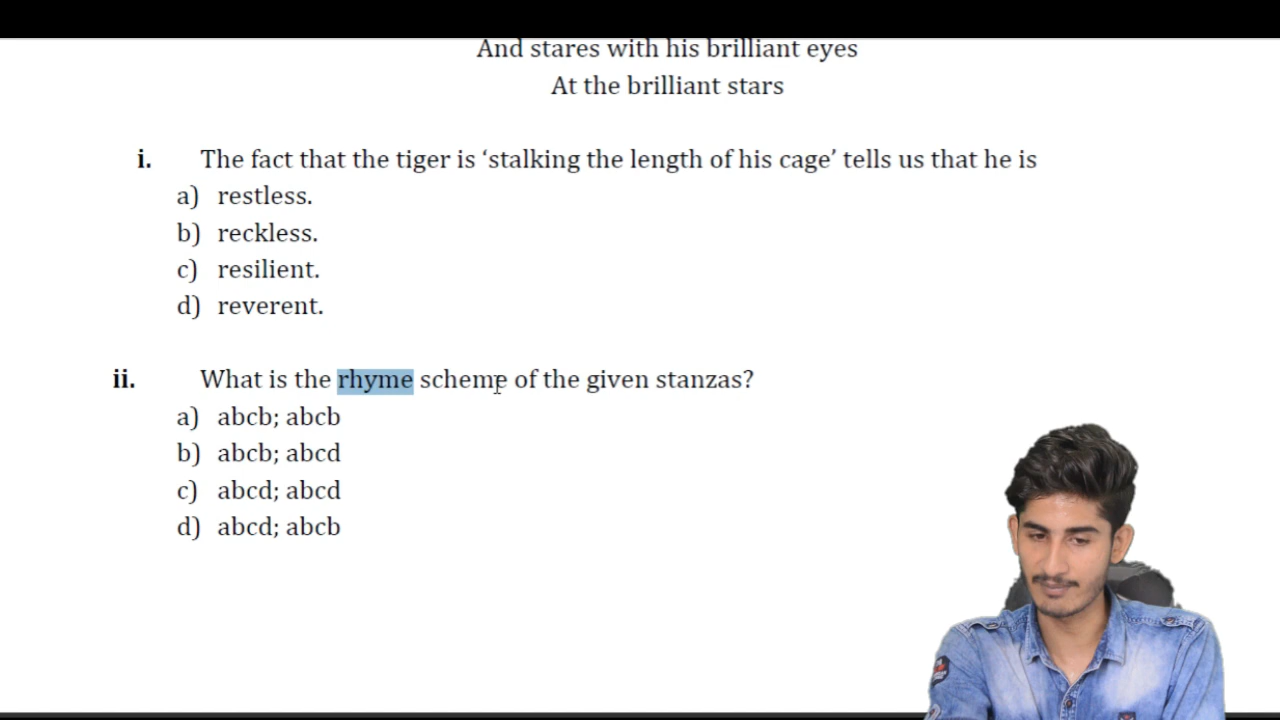 And stares with his brilliant eyes
At the brilliant stars
i. The fact that the tiger is ‘stalking the length of his cage’ tells us that he is
a) restless.
b) reckless.
c) resilient.
d) reverent.
ii. What is the rhyme scheme of the given stanzas?
a) abcb; abcb
b) abcb; abcd
c) abcd; abcd
d) abcd; abcb